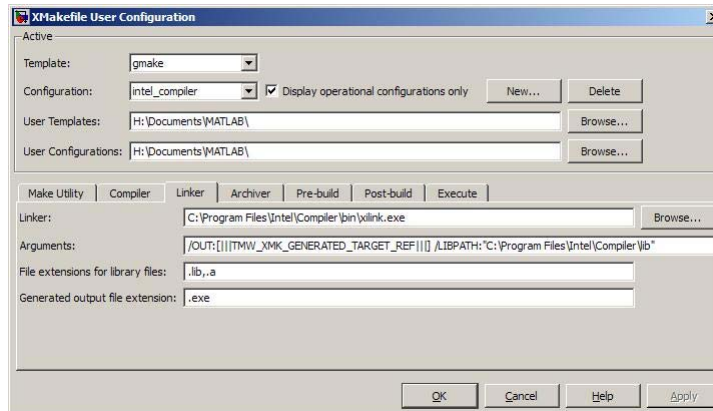 XMakefile User Configuration
Active
Template: gmake
Configuration: intel_compiler Display operational configurations only New... Delete
User Templates: H:\Documents\MATLAB\ Browse...
User Configurations: H:\Documents\MATLAB\ Browse...
Make Utility Compiler Linker Archiver Pre-build Post-build Execute
Linker: C:\Program Files\Intel\Compiler\bin\xilink.exe Browse...
Arguments: /OUT:[|||TMW_XMK_GENERATED_TARGET_REF|||] /LIBPATH:"C:\Program Files\Intel\Compiler\lib"
File extensions for library files: .lib,.a
Generated output file extension: .exe
OK Cancel Help Apply